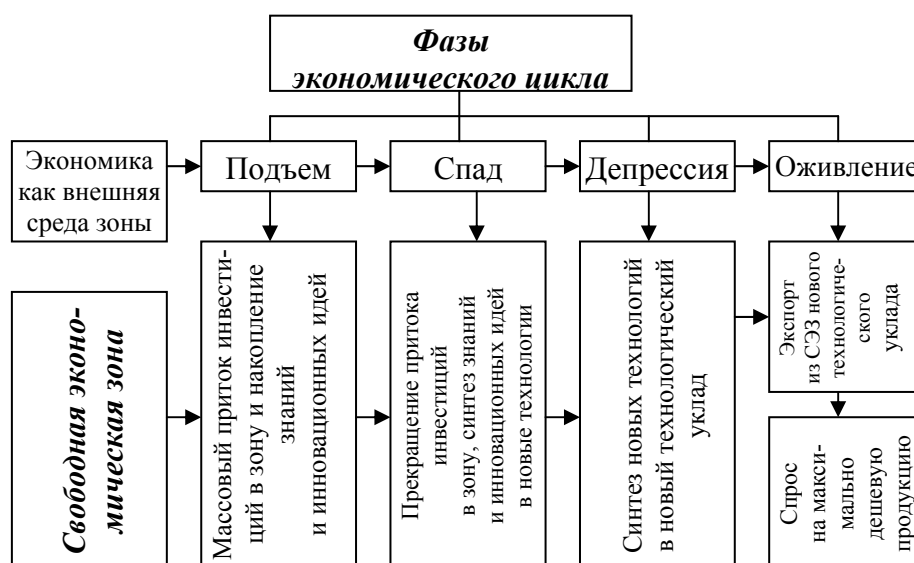 Фазы
экономического цикла
Экономика
как внешняя
среда зоны
Подъем
Спад
Депрессия
Оживление
Свободная эконо-
мическая зона
Массовый приток инвести-
ций в зону и накопление
знаний
и инновационных идей
Прекращение притока
инвестиций
в зону, синтез знаний
и инновационных идей
в новые технологии
Синтез новых технологий
в новый технологический
уклад
Экспорт
из СЭЗ нового
технологиче-
ского
уклада
Спрос
на макси-
мально
дешевую
продукцию